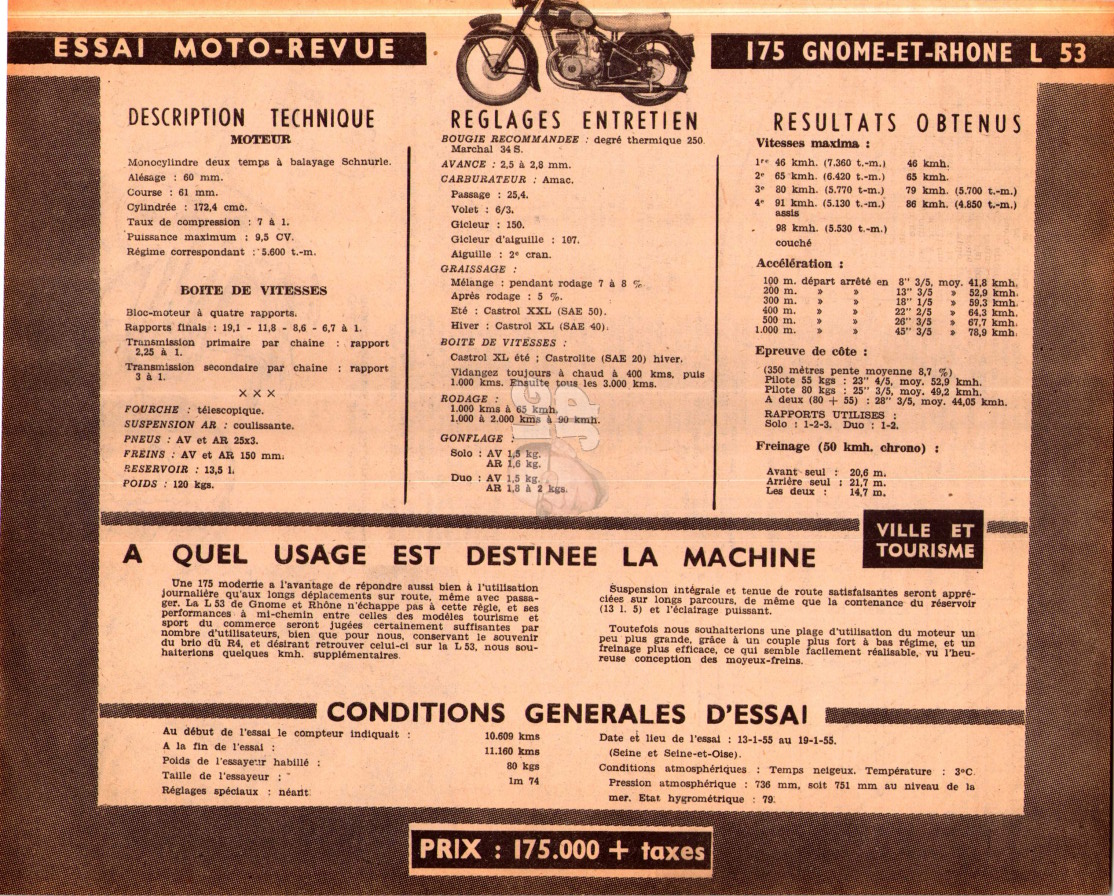 ESSAI MOTO-REVUE
175 GNOME-ET-RHONE L 53
DESCRIPTION TECHNIQUE
MOTEUR
Monocylindre deux temps à balayage Schnurle.
Alésage : 60 mm.
Course : 61 mm.
Cylindrée : 172,4 cmc.
Taux de compression : 7 à 1.
Puissance maximum : 9,5 CV.
Régime correspondant : 5.600 t.-m.
BOITE DE VITESSES
Bloc-moteur à quatre rapports.
Rapports finals : 19,1 - 11,8 - 8,6 - 6,7 à 1.
Transmission primaire par chaine : rapport
2,25 à 1.
Transmission secondaire par chaine : rapport
3 à 1.
× × ×
FOURCHE : télescopique.
SUSPENSION AR : coulissante.
PNEUS : AV et AR 25x3.
FREINS : AV et AR 150 mm.
RESERVOIR : 13,5 l.
POIDS : 120 kgs.
REGLAGES ENTRETIEN
BOUGIE RECOMMANDEE : degré thermique 250
Marchal 34 S.
AVANCE : 2,5 à 2,8 mm.
CARBURATEUR : Amac.
Passage : 25,4.
Volet : 6/3.
Gicleur : 150.
Gicleur d'aiguille : 107.
Aiguille : 2e cran.
GRAISSAGE :
Mélange : pendant rodage 7 à 8 %.
Après rodage : 5 %.
Eté : Castrol XXL (SAE 50).
Hiver : Castrol XL (SAE 40).
BOITE DE VITESSES :
Castrol XL été ; Castrolite (SAE 20) hiver.
Vidangez toujours à chaud à 400 kms, puis
1.000 kms. Ensuite tous les 3.000 kms.
RODAGE :
1.000 kms à 65 kmh.
1.000 à 2.000 kms à 90 kmh.
GONFLAGE :
Solo : AV 1,5 kg.
AR 1,6 kg.
Duo : AV 1,5 kg.
AR 1,8 à 2 kgs.
RESULTATS OBTENUS
Vitesses maxima :
1re 46 kmh. (7.360 t.-m.) 46 kmh.
2e 65 kmh. (6.420 t.-m.) 65 kmh.
3e 80 kmh. (5.770 t-m.) 79 kmh. (5.700 t.-m.)
4e 91 kmh. (5.130 t.-m.) 86 kmh. (4.850 t.-m.)
assis
98 kmh. (5.530 t.-m.)
couché
Accélération :
100 m. départ arrêté en 8'' 3/5, moy. 41,8 kmh.
200 m. » » 13'' 3/5 » 52,9 kmh.
300 m. » » 18'' 1/5 » 59,3 kmh.
400 m. » » 22'' 2/5 » 64,3 kmh.
500 m. » » 26'' 3/5 » 67,7 kmh.
1.000 m. » » 45'' 3/5 » 78,9 kmh.
Epreuve de côte :
(350 mètres pente moyenne 8,7 %)
Pilote 55 kgs : 23'' 4/5, moy. 52,9 kmh.
Pilote 80 kgs : 25'' 3/5, moy. 49,2 kmh.
A deux (80 + 55) : 28'' 3/5, moy. 44,05 kmh.
RAPPORTS UTILISES :
Solo : 1-2-3. Duo : 1-2.
Freinage (50 kmh. chrono) :
Avant seul : 20,6 m.
Arrière seul : 21,7 m.
Les deux : 14,7 m.
VILLE ET
TOURISME
A QUEL USAGE EST DESTINEE LA MACHINE
Une 175 moderne a l'avantage de répondre aussi bien à l'utilisation
journalière qu'aux longs déplacements sur route, même avec passa-
ger. La L 53 de Gnome et Rhône n'échappe pas à cette règle, et ses
performances à mi-chemin entre celles des modèles tourisme et
sport du commerce seront jugées certainement suffisantes par
nombre d'utilisateurs, bien que pour nous, conservant le souvenir
du brio du R4, et désirant retrouver celui-ci sur la L 53, nous sou-
haiterions quelques kmh. supplémentaires.
Suspension intégrale et tenue de route satisfaisantes seront appré-
ciées sur longs parcours, de même que la contenance du réservoir
(13 l. 5) et l'éclairage puissant.
Toutefois nous souhaiterions une plage d'utilisation du moteur un
peu plus grande, grâce à un couple plus fort à bas régime, et un
freinage plus efficace, ce qui semble facilement réalisable, vu l'heu-
reuse conception des moyeux-freins.
CONDITIONS GENERALES D'ESSAI
Au début de l'essai le compteur indiquait : 10.609 kms
A la fin de l'essai : 11.160 kms
Poids de l'essayeur habillé : 80 kgs
Taille de l'essayeur : 1m 74
Réglages spéciaux : néant
Date et lieu de l'essai : 13-1-55 au 19-1-55.
(Seine et Seine-et-Oise).
Conditions atmosphériques : Temps neigeux. Température : 3°C.
Pression atmosphérique : 736 mm, soit 751 mm au niveau de la
mer. Etat hygrométrique : 79.
PRIX : 175.000 + taxes